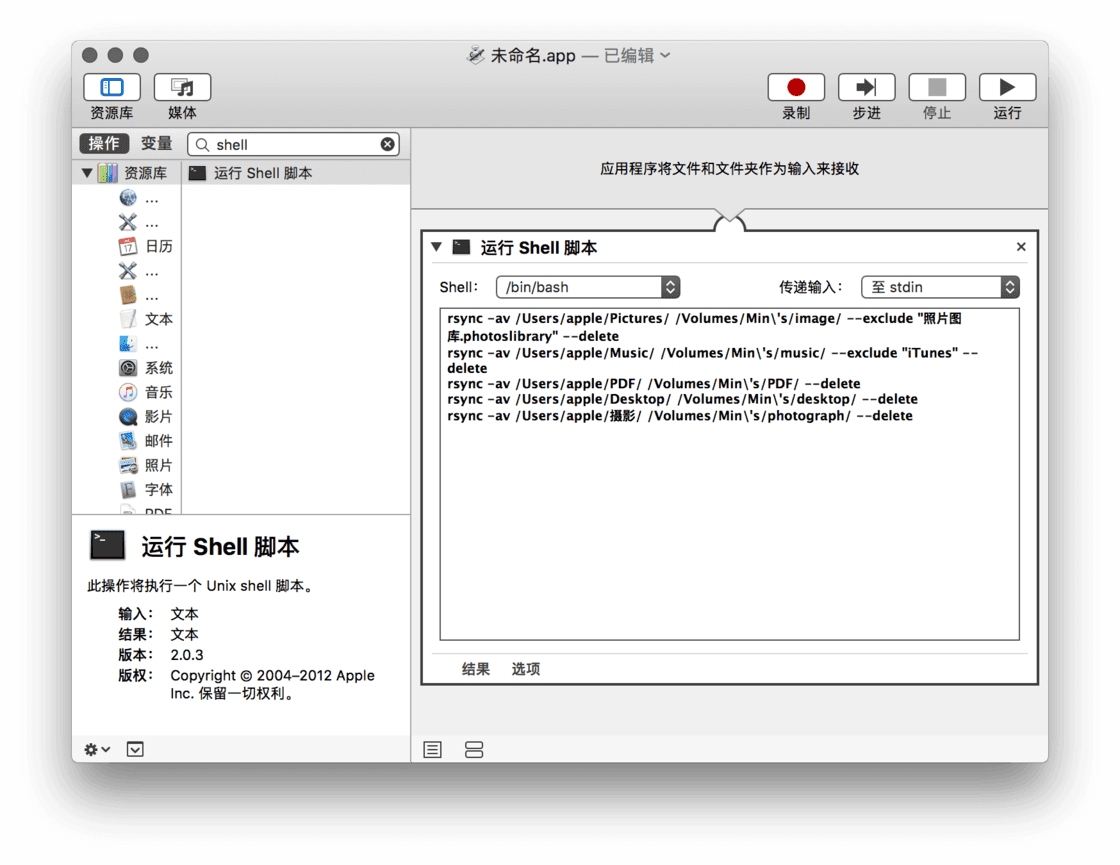 未命名.app — 已编辑
资源库
媒体
录制
步进
停止
运行
操作
变量
shell
资源库
...
...
日历
...
...
文本
...
系统
音乐
影片
邮件
照片
字体
PDF
运行 Shell 脚本
运行 Shell 脚本
此操作将执行一个 Unix shell 脚本。
输入： 文本
结果： 文本
版本： 2.0.3
版权： Copyright © 2004–2012 Apple
Inc. 保留一切权利。
应用程序将文件和文件夹作为输入来接收
运行 Shell 脚本
Shell： /bin/bash
传递输入： 至 stdin
rsync -av /Users/apple/Pictures/ /Volumes/Min\'s/image/ --exclude "照片图
库.photoslibrary" --delete
rsync -av /Users/apple/Music/ /Volumes/Min\'s/music/ --exclude "iTunes" --
delete
rsync -av /Users/apple/PDF/ /Volumes/Min\'s/PDF/ --delete
rsync -av /Users/apple/Desktop/ /Volumes/Min\'s/desktop/ --delete
rsync -av /Users/apple/摄影/ /Volumes/Min\'s/photograph/ --delete
结果
选项